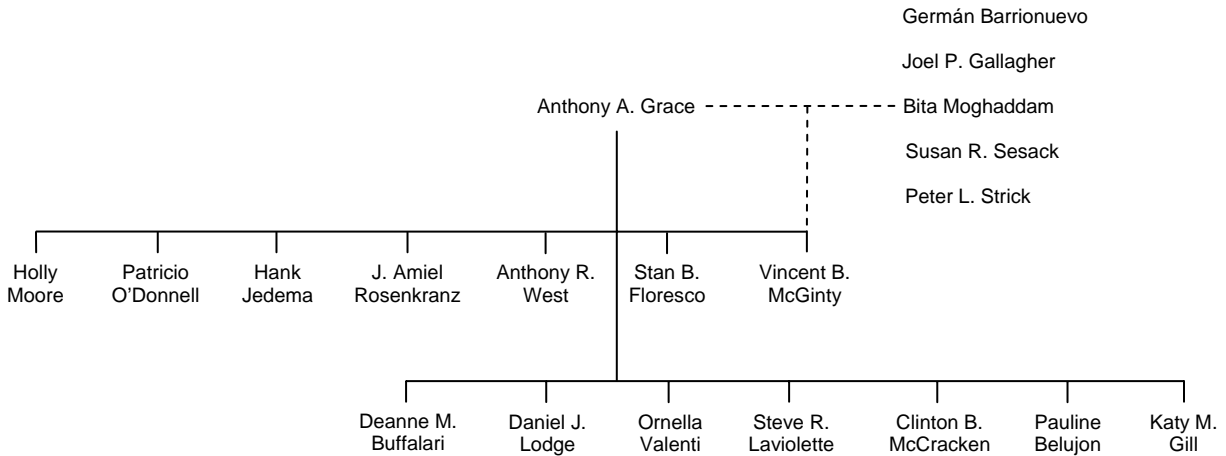 Germán Barrionuevo
Joel P. Gallagher
Anthony A. Grace
Bita Moghaddam
Susan R. Sesack
Peter L. Strick
Holly
Moore
Patricio
O'Donnell
Hank
Jedema
J. Amiel
Rosenkranz
Anthony R.
West
Stan B.
Floresco
Vincent B.
McGinty
Deanne M.
Buffalari
Daniel J.
Lodge
Ornella
Valenti
Steve R.
Laviolette
Clinton B.
McCracken
Pauline
Belujon
Katy M.
Gill